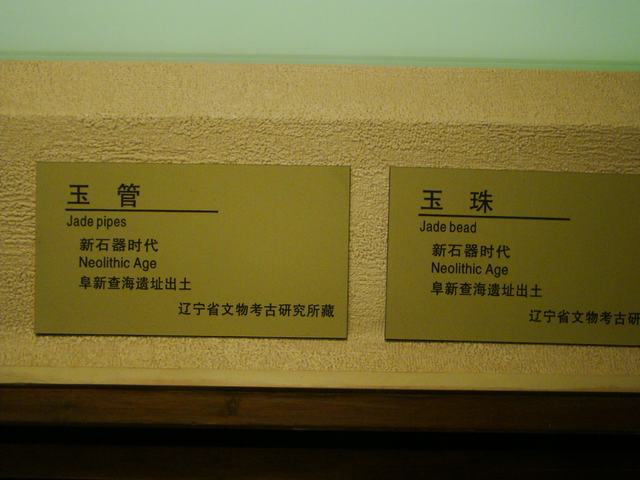 玉 管
Jade pipes
新石器时代
Neolithic Age
阜新查海遗址出土
辽宁省文物考古研究所藏
玉 珠
Jade bead
新石器时代
Neolithic Age
阜新查海遗址出土
辽宁省文物考古研